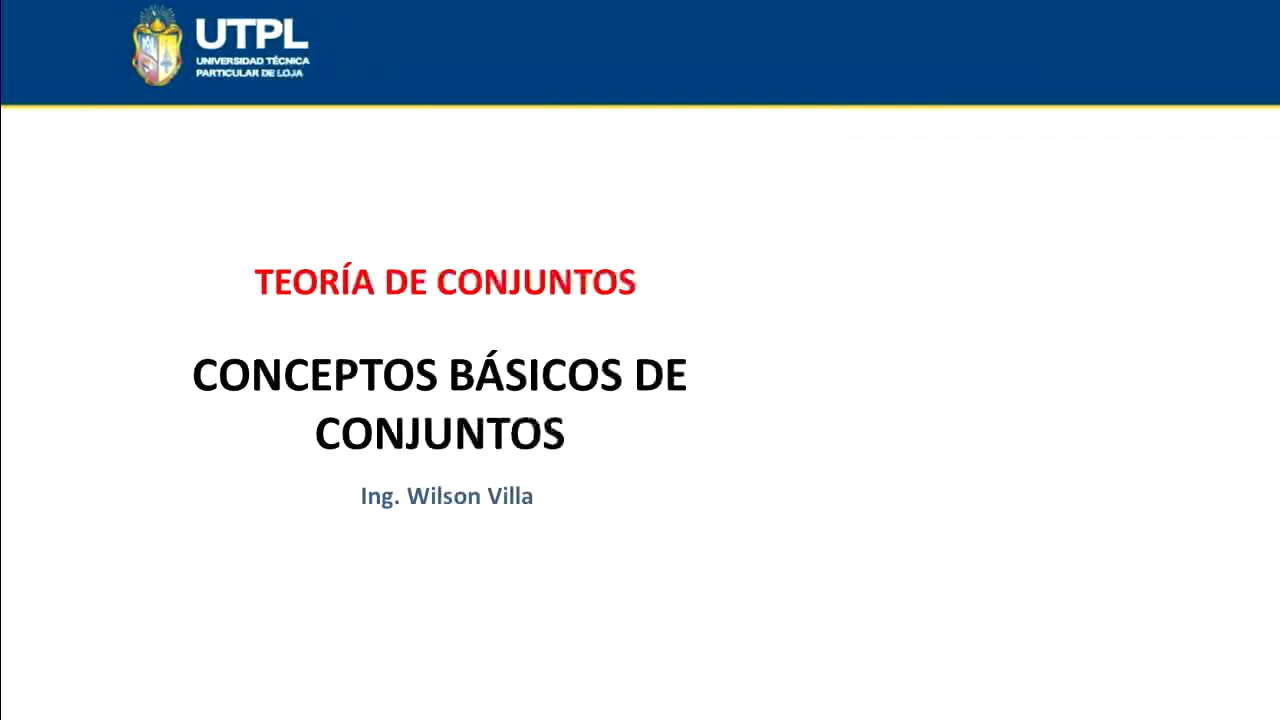 UTPL
UNIVERSIDAD TÉCNICA
PARTICULAR DE LOJA
TEORÍA DE CONJUNTOS
CONCEPTOS BÁSICOS DE
CONJUNTOS
Ing. Wilson Villa